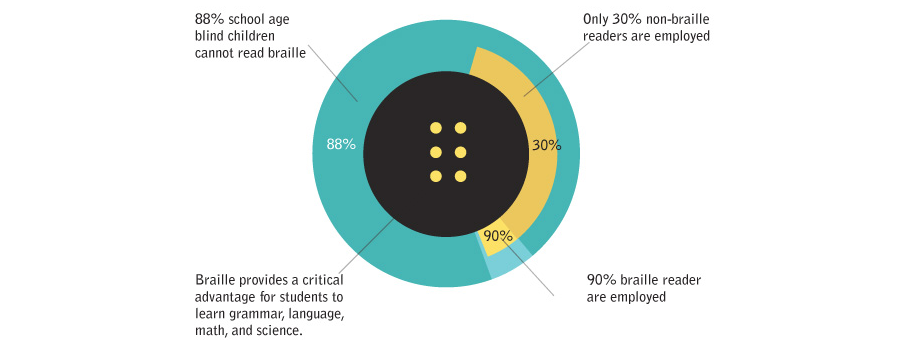 88% school age
blind children
cannot read braille
Only 30% non-braille
readers are employed
88%
30%
90%
Braille provides a critical
advantage for students to
learn grammar, language,
math, and science.
90% braille reader
are employed